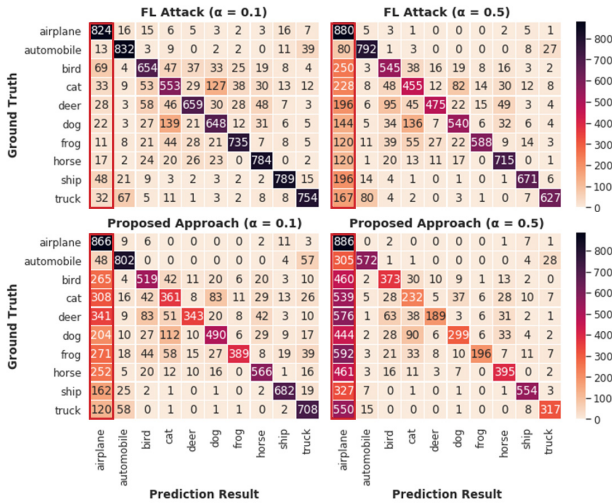 FL Attack (α = 0.1)
Ground Truth
airplane 824 16 15 6 5 3 2 3 16 7
automobile 13 832 3 9 0 2 3 0 11 39
bird 69 4 654 47 37 33 25 19 8 4
cat 33 9 53 553 29 127 38 30 13 12
deer 28 3 58 46 659 30 28 48 7 3
dog 22 3 27 139 21 648 12 31 6 5
frog 11 8 21 44 28 21 735 7 8 5
horse 17 2 24 20 26 23 0 784 0 2
ship 48 21 9 3 2 3 2 2 789 15
truck 32 67 5 11 1 3 2 8 12 754
FL Attack (α = 0.5)
880 5 3 1 0 0 0 2 5 1
80 792 1 3 0 1 0 0 8 27
250 3 545 38 16 19 8 16 3 2
228 8 48 455 12 82 14 30 12 8
196 6 95 45 475 22 15 49 3 4
144 5 34 136 7 540 6 32 6 4
120 11 39 55 27 22 588 9 14 3
120 1 20 13 11 17 0 715 0 1
196 14 4 1 0 1 0 1 671 6
167 80 2 4 0 0 0 3 6 627
800
700
600
500
400
300
200
100
0
Proposed Approach (α = 0.1)
Ground Truth
airplane 866 9 6 0 0 0 0 2 11 3
automobile 48 802 1 0 0 0 0 0 4 57
bird 265 4 519 42 11 20 6 20 3 10
cat 308 16 42 361 8 83 11 29 13 26
deer 341 9 83 51 343 20 8 42 3 10
dog 204 10 27 112 10 490 6 29 9 17
frog 271 18 44 58 15 27 389 8 19 39
horse 252 5 20 12 10 16 0 566 1 16
ship 162 25 2 1 0 1 0 2 682 19
truck 120 58 0 1 0 0 1 2 708
airplane
automobile
bird
cat
deer
dog
frog
horse
ship
truck
Prediction Result
Proposed Approach (α = 0.5)
886 0 2 0 0 0 0 1 7 1
305 572 1 1 0 0 0 1 4 28
460 2 373 30 10 9 1 13 2 0
539 5 28 232 5 37 6 28 10 7
576 1 63 38 189 3 6 31 2 1
444 2 28 90 6 299 6 33 4 2
592 3 21 33 8 10 196 7 11 7
461 3 16 11 3 7 0 395 0 2
327 7 0 1 0 1 0 1 554 3
550 15 0 0 0 0 0 0 8 317
airplane
automobile
bird
cat
deer
dog
frog
horse
ship
truck
Prediction Result
800
700
600
500
400
300
200
100
0